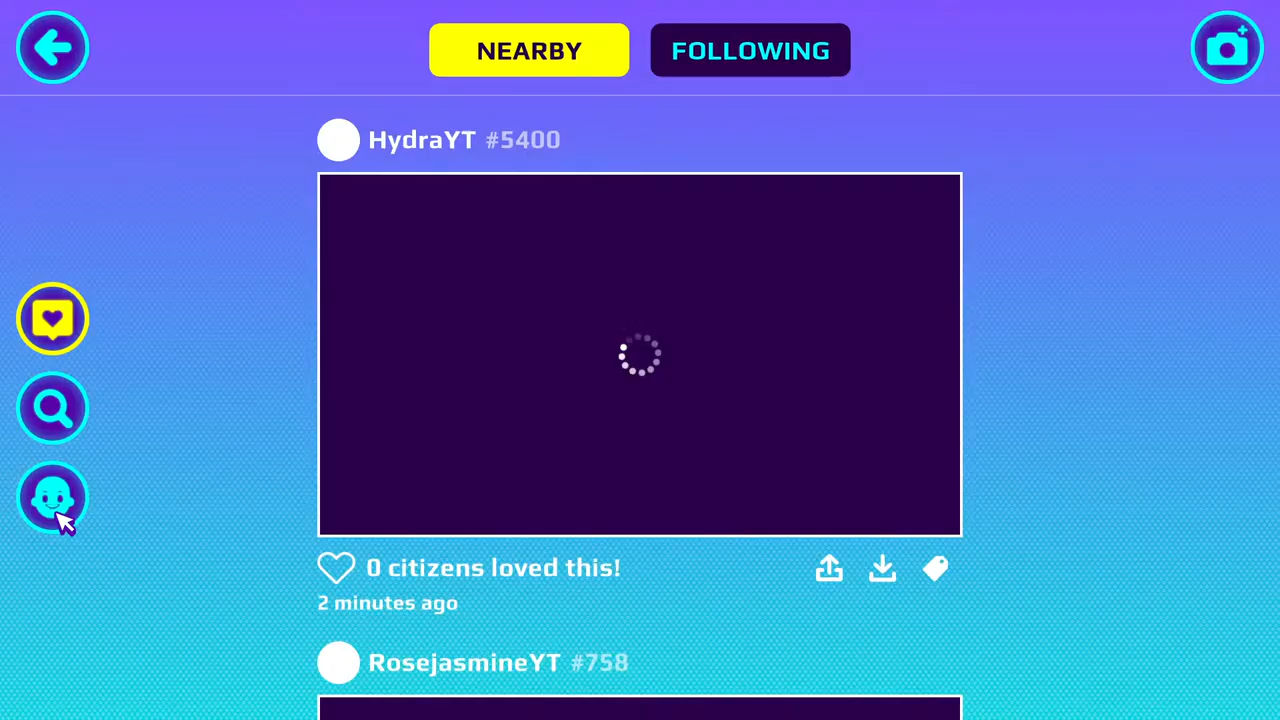 NEARBY FOLLOWING
HydraYT #5400
0 citizens loved this!
2 minutes ago
RosejasmineYT #758